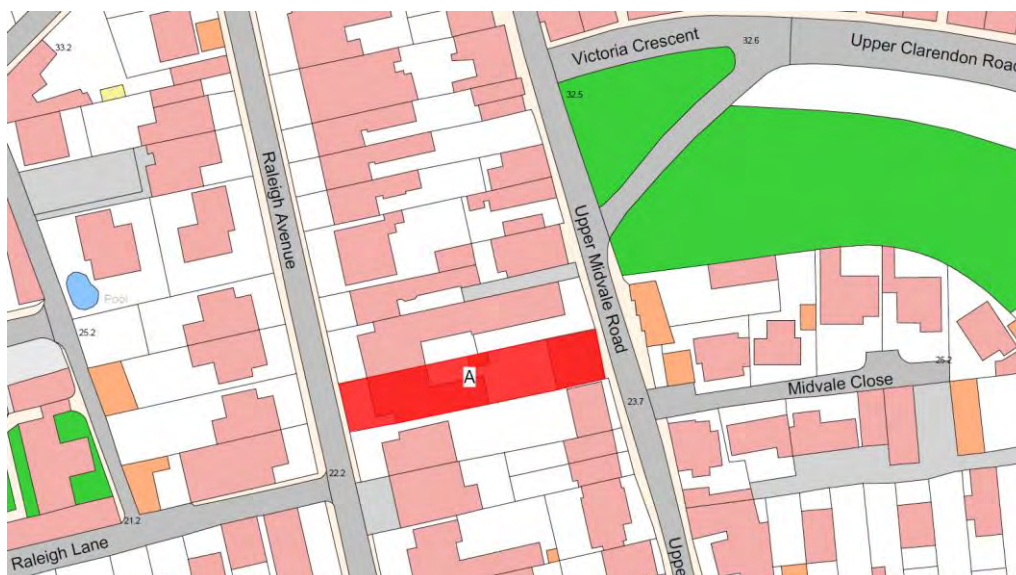 33.2
Victoria Crescent
32.6
Upper Clarendon Road
32.5
Raleigh Avenue
Upper Midvale Road
Pool
25.2
A
25.2
Midvale Close
23.7
22.2
21.2
Raleigh Lane
Uppe